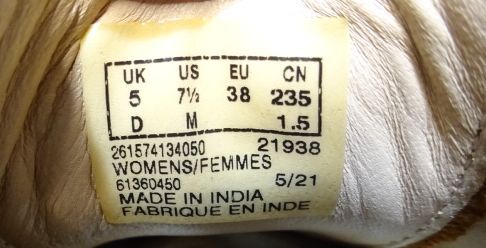 UK US EU CN
5 7½ 38 235
D M 1.5
261574134050 21938
WOMENS/FEMMES
61360450 5/21
MADE IN INDIA
FABRIQUE EN INDE